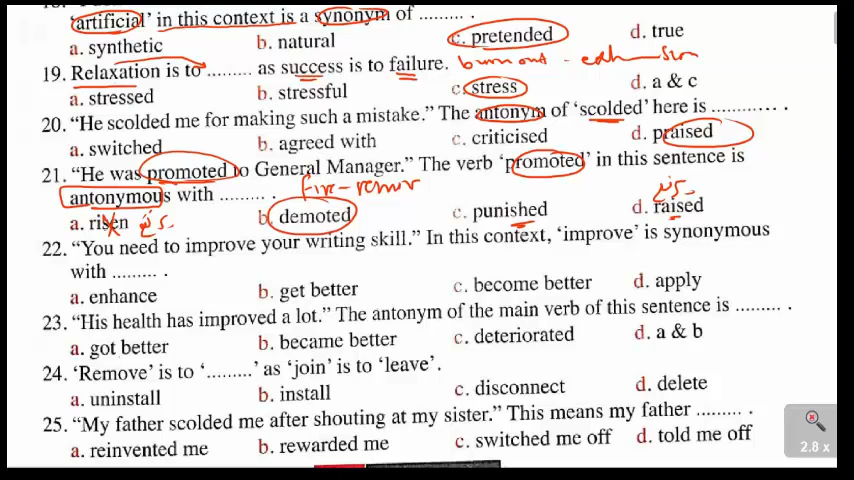 'artificial' in this context is a synonym of ......... .
a. synthetic b. natural c. pretended d. true
19. Relaxation is to ......... as success is to failure. burnout -
a. stressed b. stressful c. stress d. a & c
20. "He scolded me for making such a mistake." The antonym of 'scolded' here is ............ .
a. switched b. agreed with c. criticised d. praised
21. "He was promoted to General Manager." The verb 'promoted' in this sentence is
antonymous with ......... . fire-remov
a. risen b. demoted c. punished d. raised
22. "You need to improve your writing skill." In this context, 'improve' is synonymous
with ......... .
a. enhance b. get better c. become better d. apply
23. "His health has improved a lot." The antonym of the main verb of this sentence is ......... .
a. got better b. became better c. deteriorated d. a & b
24. 'Remove' is to '.........' as 'join' is to 'leave'.
a. uninstall b. install c. disconnect d. delete
25. "My father scolded me after shouting at my sister." This means my father ......... .
a. reinvented me b. rewarded me c. switched me off d. told me off
2.8 x